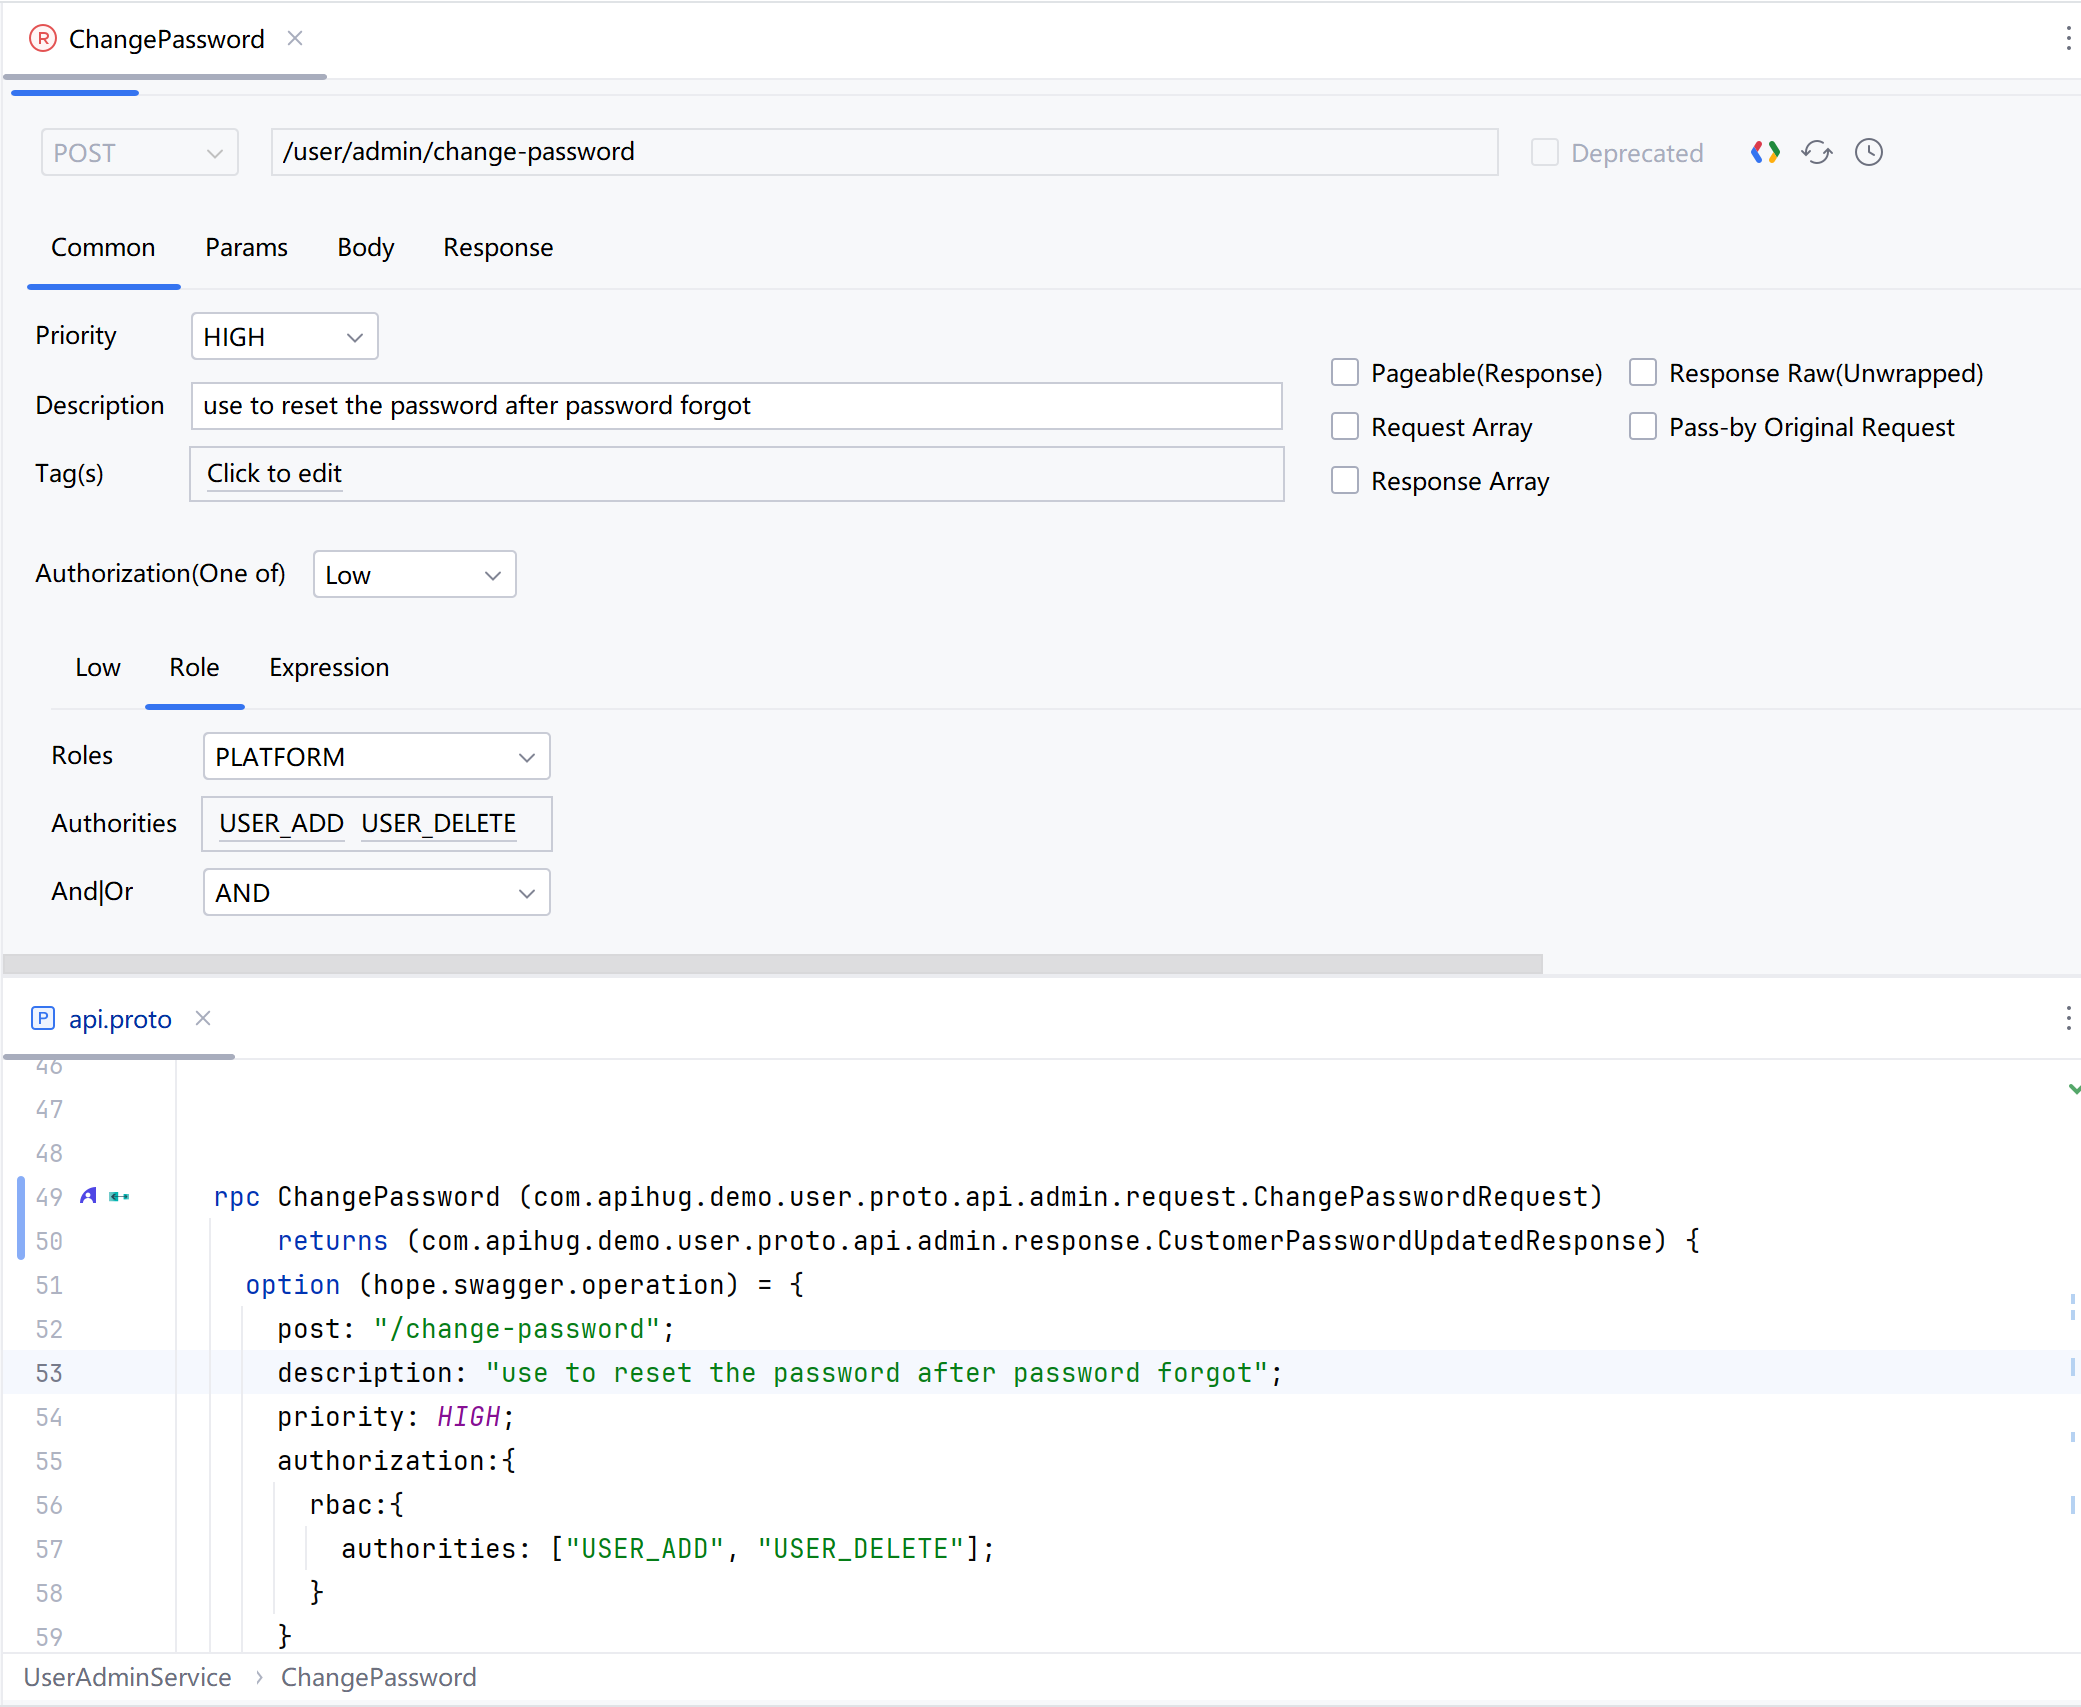 R ChangePassword
POST /user/admin/change-password Deprecated
Common Params Body Response
Priority HIGH
Pageable(Response) Response Raw(Unwrapped)
Description use to reset the password after password forgot
Request Array Pass-by Original Request
Tag(s) Click to edit
Response Array
Authorization(One of) Low
Low Role Expression
Roles PLATFORM
Authorities USER_ADD USER_DELETE
And|Or AND
P api.proto
46
47
48
49 rpc ChangePassword (com.apihug.demo.user.proto.api.admin.request.ChangePasswordRequest)
50 returns (com.apihug.demo.user.proto.api.admin.response.CustomerPasswordUpdatedResponse) {
51 option (hope.swagger.operation) = {
52 post: "/change-password";
53 description: "use to reset the password after password forgot";
54 priority: HIGH;
55 authorization:{
56 rbac:{
57 authorities: ["USER_ADD", "USER_DELETE"];
58 }
59 }
UserAdminService › ChangePassword